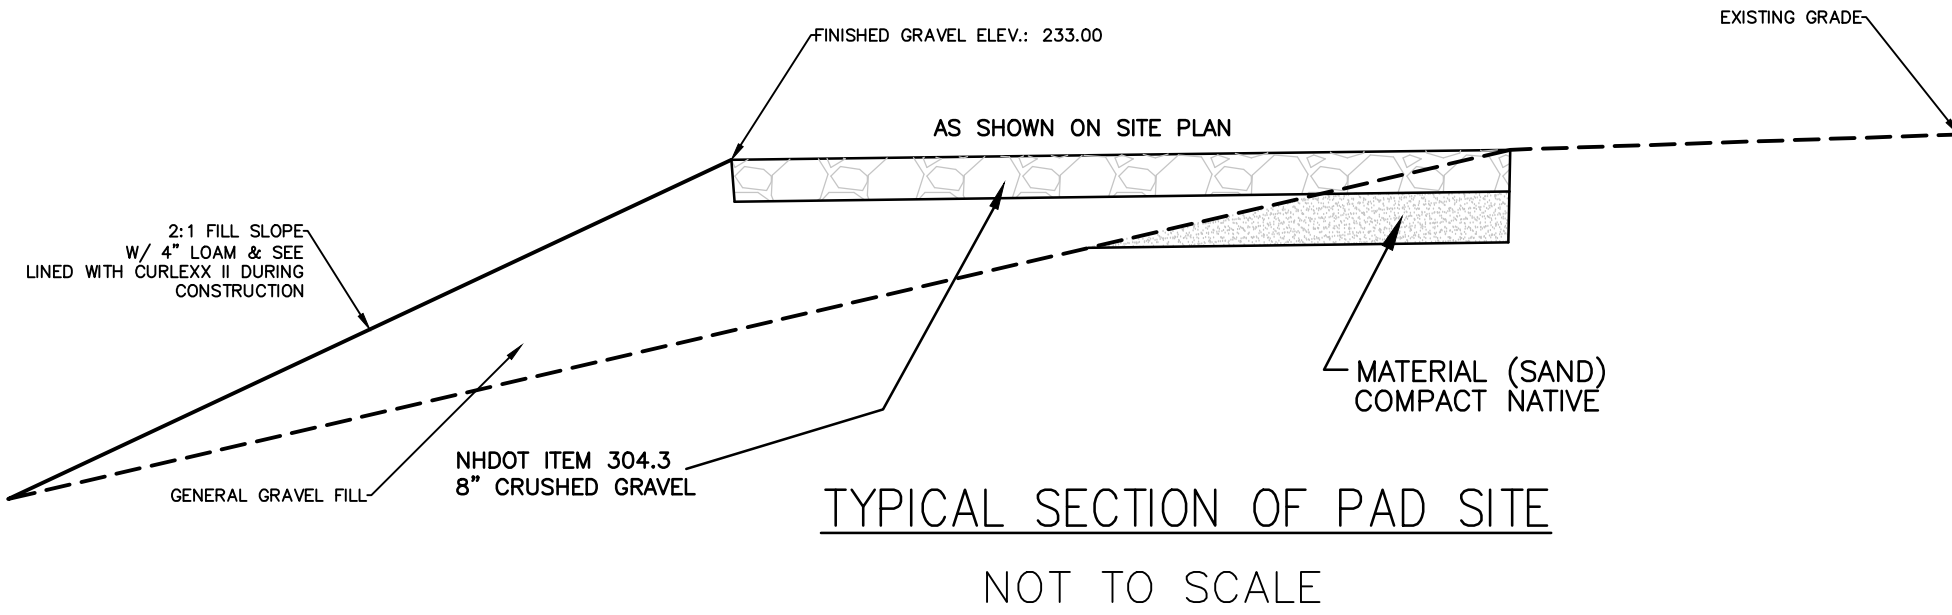 EXISTING GRADE
FINISHED GRAVEL ELEV.: 233.00
AS SHOWN ON SITE PLAN
2:1 FILL SLOPE
W/ 4" LOAM & SEE
LINED WITH CURLEXX II DURING
CONSTRUCTION
MATERIAL (SAND)
COMPACT NATIVE
NHDOT ITEM 304.3
8" CRUSHED GRAVEL
GENERAL GRAVEL FILL
TYPICAL SECTION OF PAD SITE
NOT TO SCALE